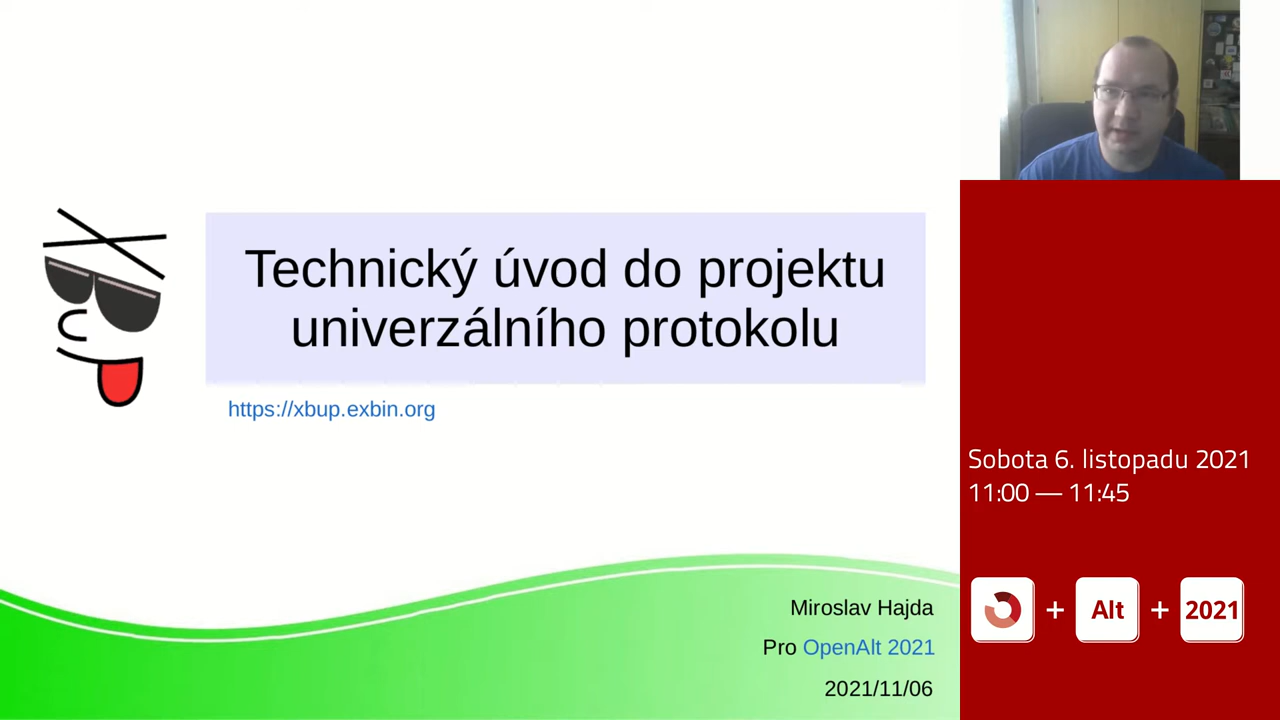 Technický úvod do projektu
univerzálního protokolu
https://xbup.exbin.org
Miroslav Hajda
Pro OpenAlt 2021
2021/11/06
Sobota 6. listopadu 2021
11:00 — 11:45
+ Alt + 2021